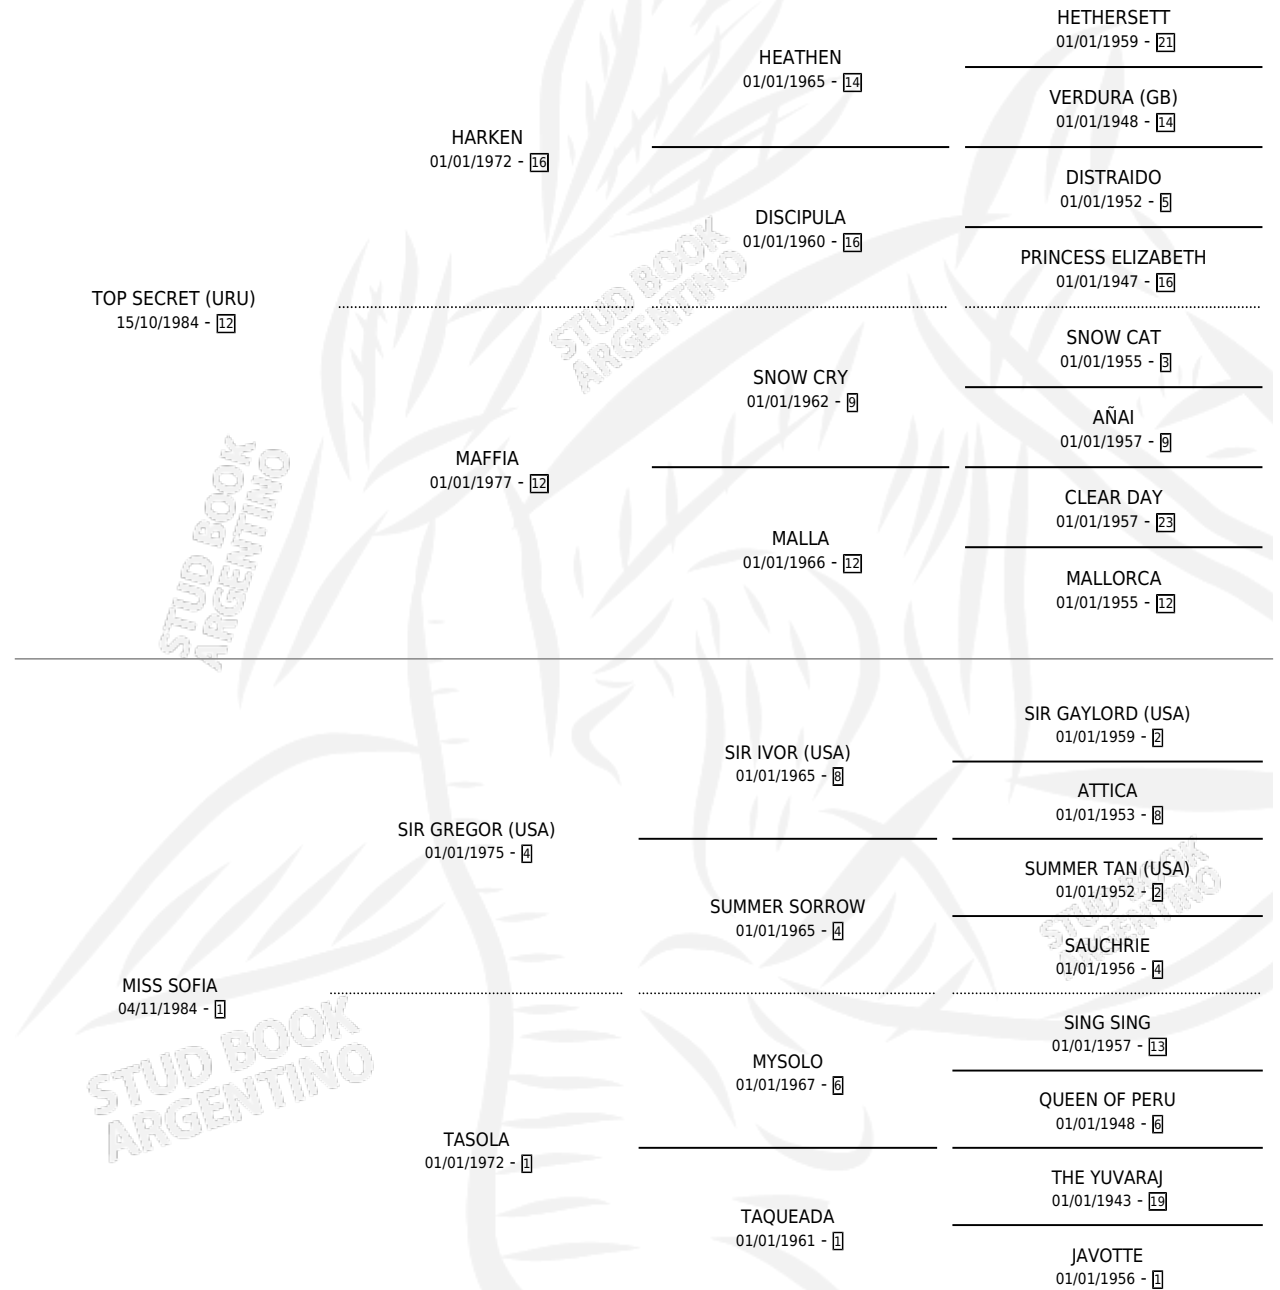 TOP SECRET (URU)
15/10/1984 - 12
HARKEN
01/01/1972 - 16
HEATHEN
01/01/1965 - 14
HETHERSETT
01/01/1959 - 21
VERDURA (GB)
01/01/1948 - 14
DISCIPULA
01/01/1960 - 16
DISTRAIDO
01/01/1952 - 5
PRINCESS ELIZABETH
01/01/1947 - 16
MAFFIA
01/01/1977 - 12
SNOW CRY
01/01/1962 - 9
SNOW CAT
01/01/1955 - 3
AÑAI
01/01/1957 - 9
MALLA
01/01/1966 - 12
CLEAR DAY
01/01/1957 - 23
MALLORCA
01/01/1955 - 12
MISS SOFIA
04/11/1984 - 1
SIR GREGOR (USA)
01/01/1975 - 4
SIR IVOR (USA)
01/01/1965 - 8
SIR GAYLORD (USA)
01/01/1959 - 2
ATTICA
01/01/1953 - 8
SUMMER SORROW
01/01/1965 - 4
SUMMER TAN (USA)
01/01/1952 - 2
SAUCHRIE
01/01/1956 - 4
TASOLA
01/01/1972 - 1
MYSOLO
01/01/1967 - 6
SING SING
01/01/1957 - 13
QUEEN OF PERU
01/01/1948 - 6
TAQUEADA
01/01/1961 - 1
THE YUVARAJ
01/01/1943 - 19
JAVOTTE
01/01/1956 - 1
STUD BOOK
ARGENTINO
STUD BOOK
ARGENTINO
STUD BOOK
ARGENTINO
STUD BOOK
ARGENTINO